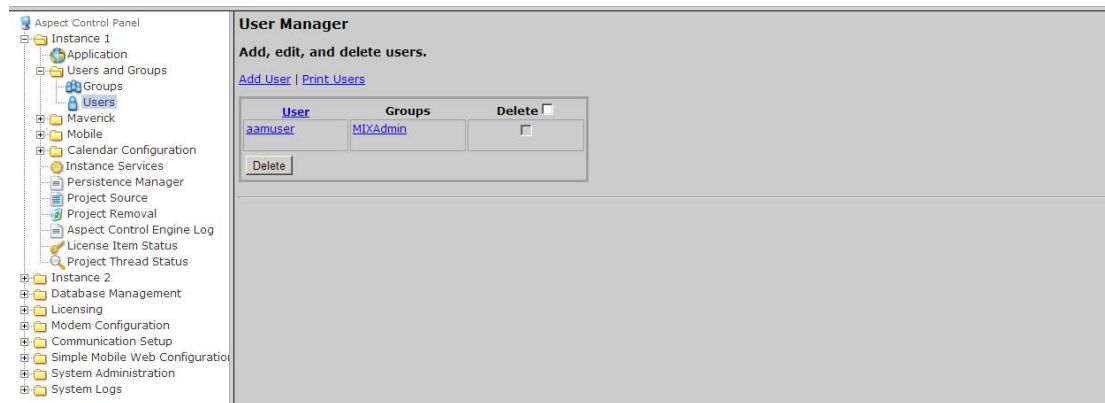 Aspect Control Panel
Instance 1
Application
Users and Groups
Groups
Users
Maverick
Mobile
Calendar Configuration
Instance Services
Persistence Manager
Project Source
Project Removal
Aspect Control Engine Log
License Item Status
Project Thread Status
Instance 2
Database Management
Licensing
Modem Configuration
Communication Setup
Simple Mobile Web Configuratio
System Administration
System Logs
User Manager
Add, edit, and delete users.
Add User | Print Users
User Groups Delete
aamuser MIXAdmin
Delete